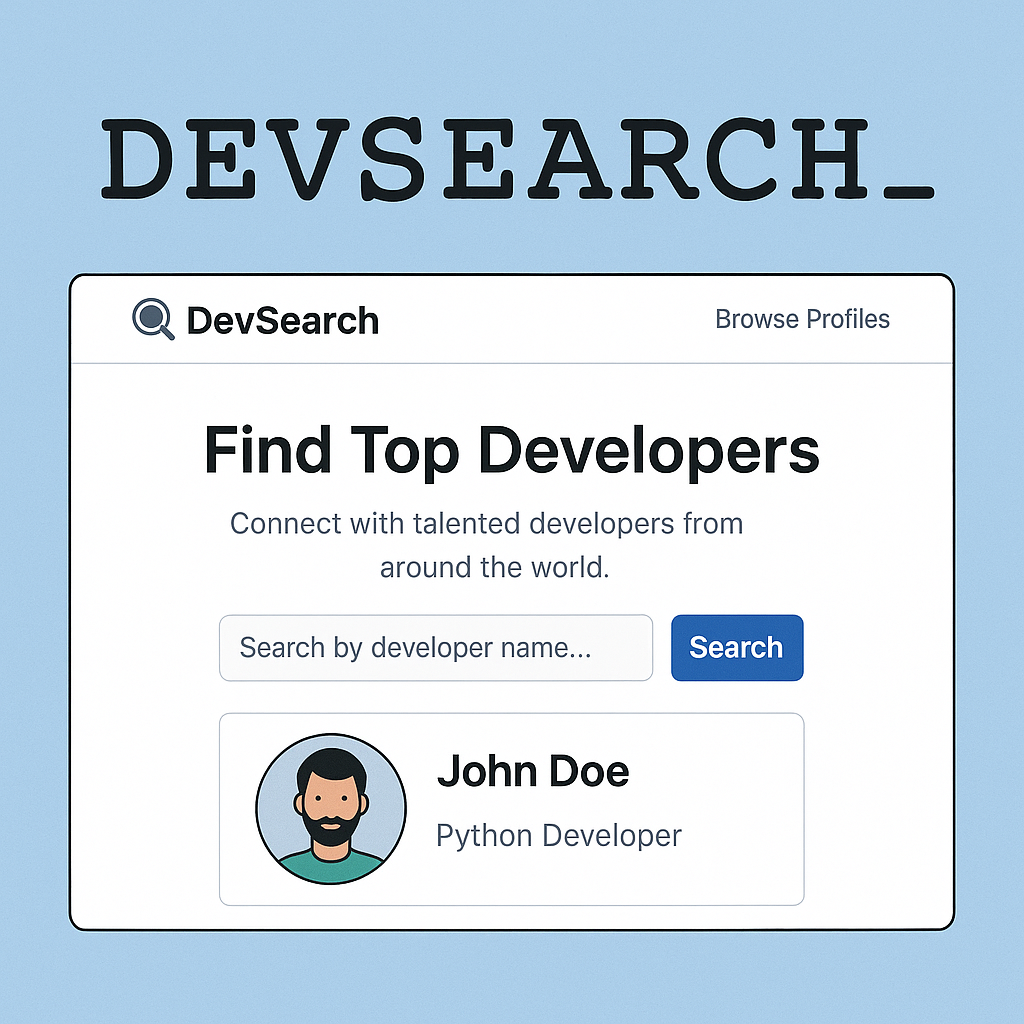 DEVSEARCH_
DevSearch
Browse Profiles
Find Top Developers
Connect with talented developers from
around the world.
Search by developer name...
Search
John Doe
Python Developer